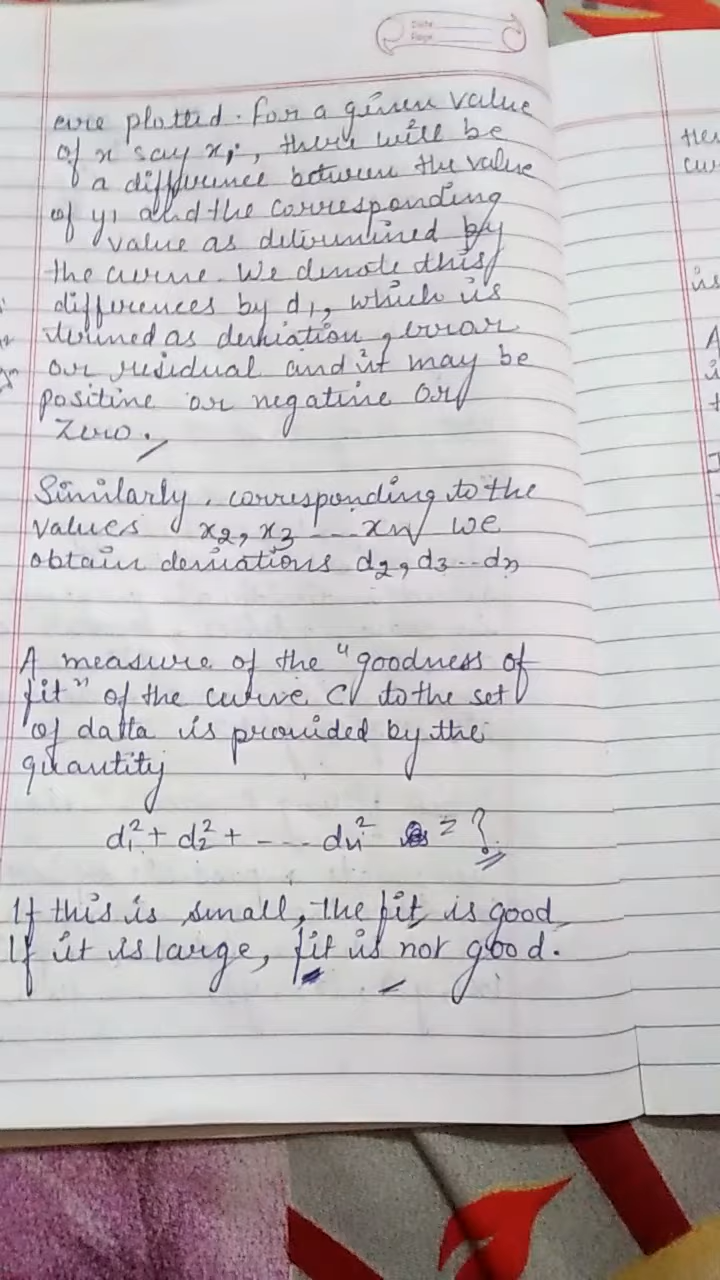 Date
Page
are plotted. For a given value
of x say x1, there will be
a difference between the value
of y1 and the corresponding
value as determined by
the curve. We denote this
differences by d1, which is
termed as deviation, error
or residual and it may be
positive or negative or
zero.
Similarly, corresponding to the
values x2, x3 ... xn we
obtain deviations d2, d3 .. dn
A measure of the "goodness of
fit" of the curve C to the set
of datta is provided by the
quantity
d1² + d2² + - ... dn² = ?
If this is small, the fit is good
If it is large, fit is not good.